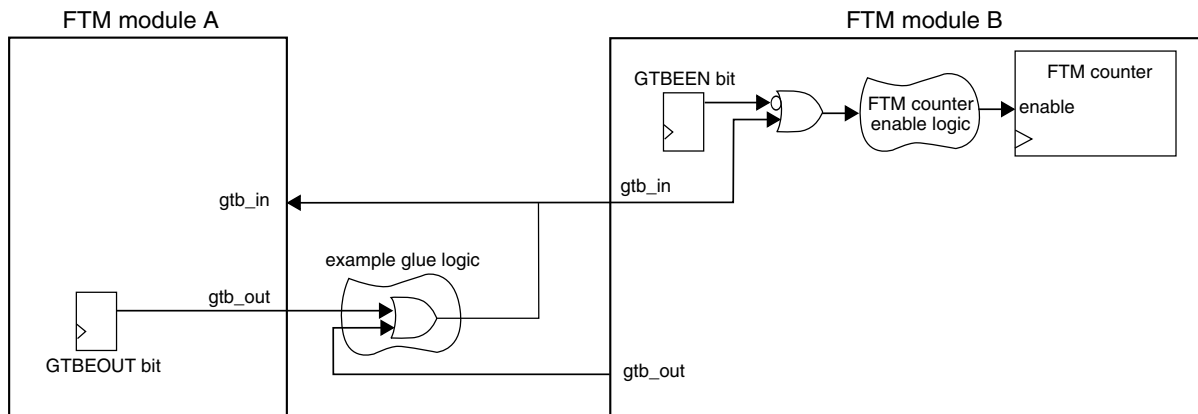 FTM module A
FTM module B
GTBEEN bit
FTM counter
enable
FTM counter
enable logic
gtb_in
gtb_in
example glue logic
gtb_out
GTBEOUT bit
gtb_out